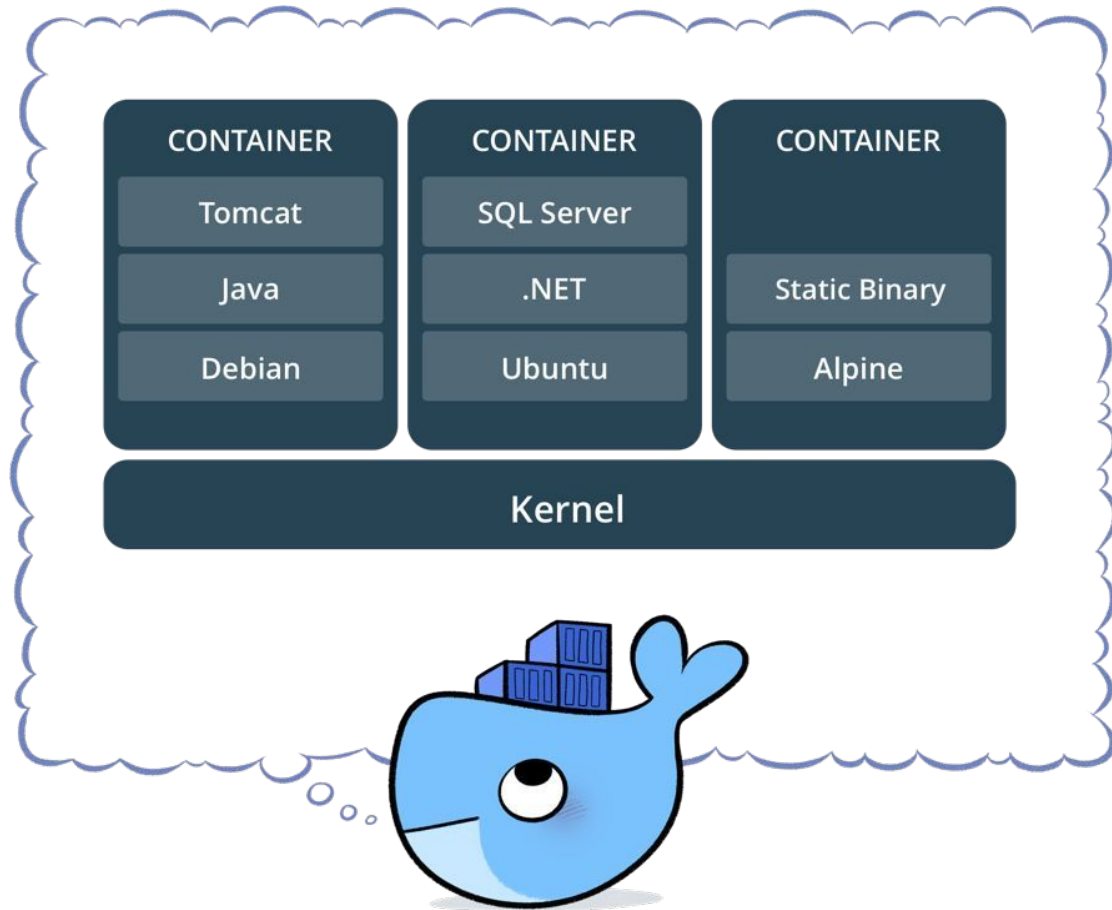 CONTAINER
Tomcat
Java
Debian
CONTAINER
SQL Server
.NET
Ubuntu
CONTAINER
Static Binary
Alpine
Kernel